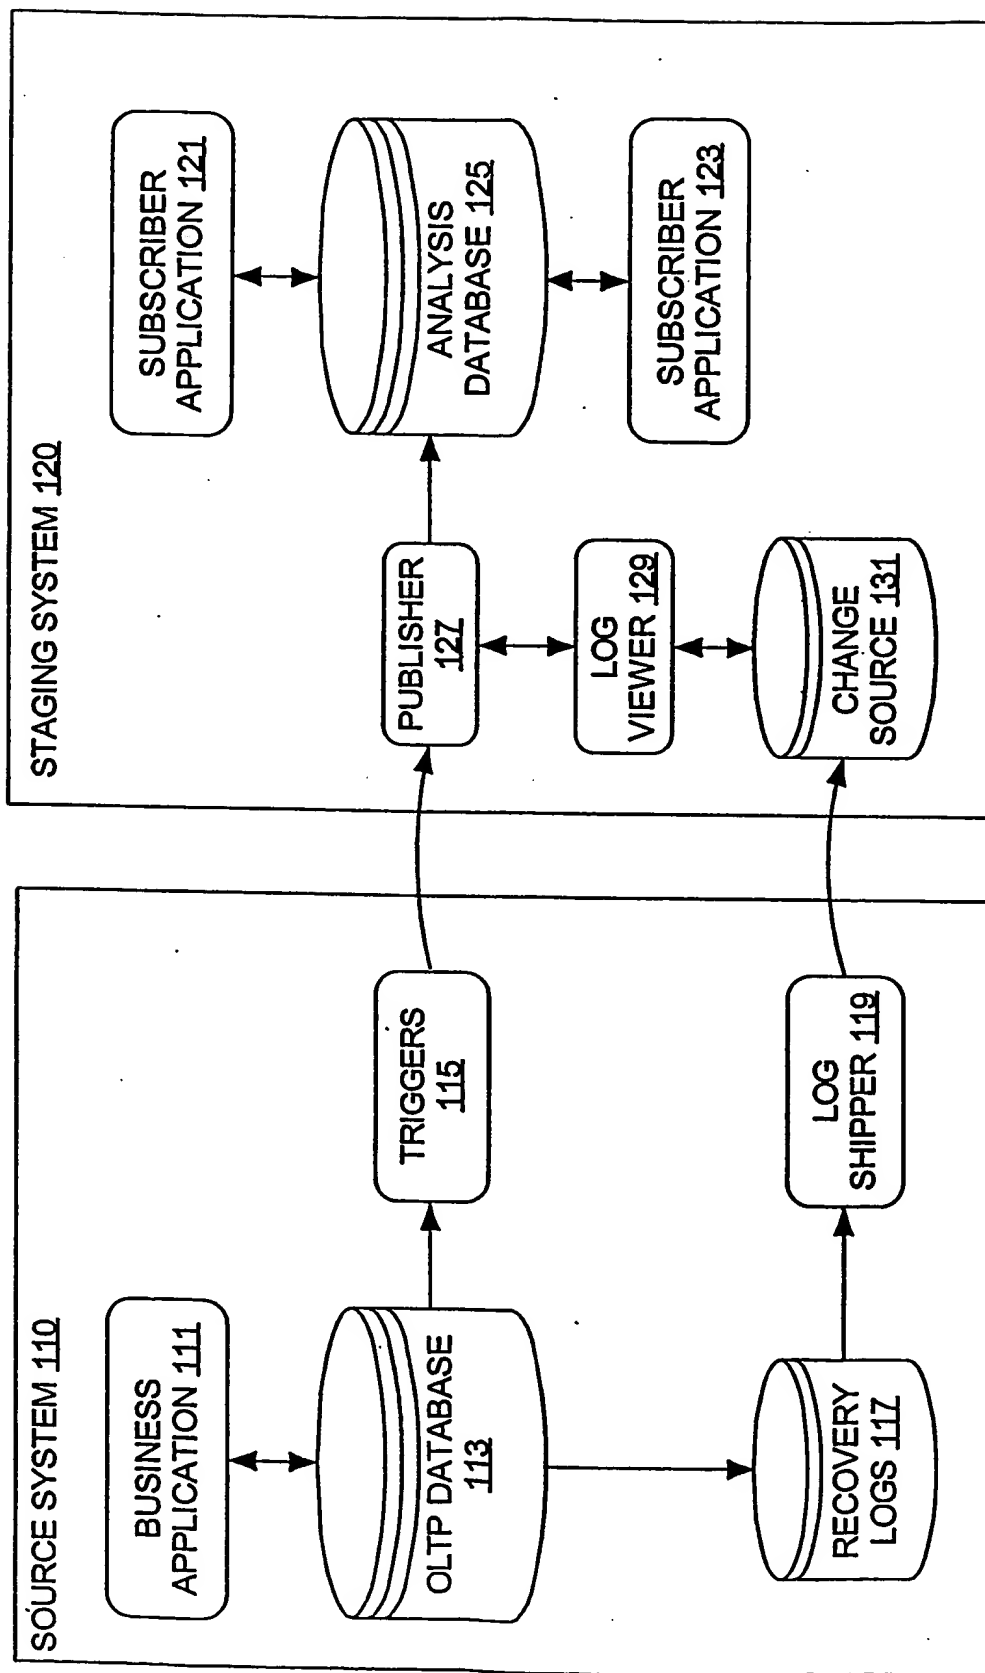 SOURCE SYSTEM 110
BUSINESS
APPLICATION 111
OLTP DATABASE
113
TRIGGERS
115
RECOVERY
LOGS 117
LOG
SHIPPER 119
STAGING SYSTEM 120
SUBSCRIBER
APPLICATION 121
PUBLISHER
127
ANALYSIS
DATABASE 125
LOG
VIEWER 129
SUBSCRIBER
APPLICATION 123
CHANGE
SOURCE 131